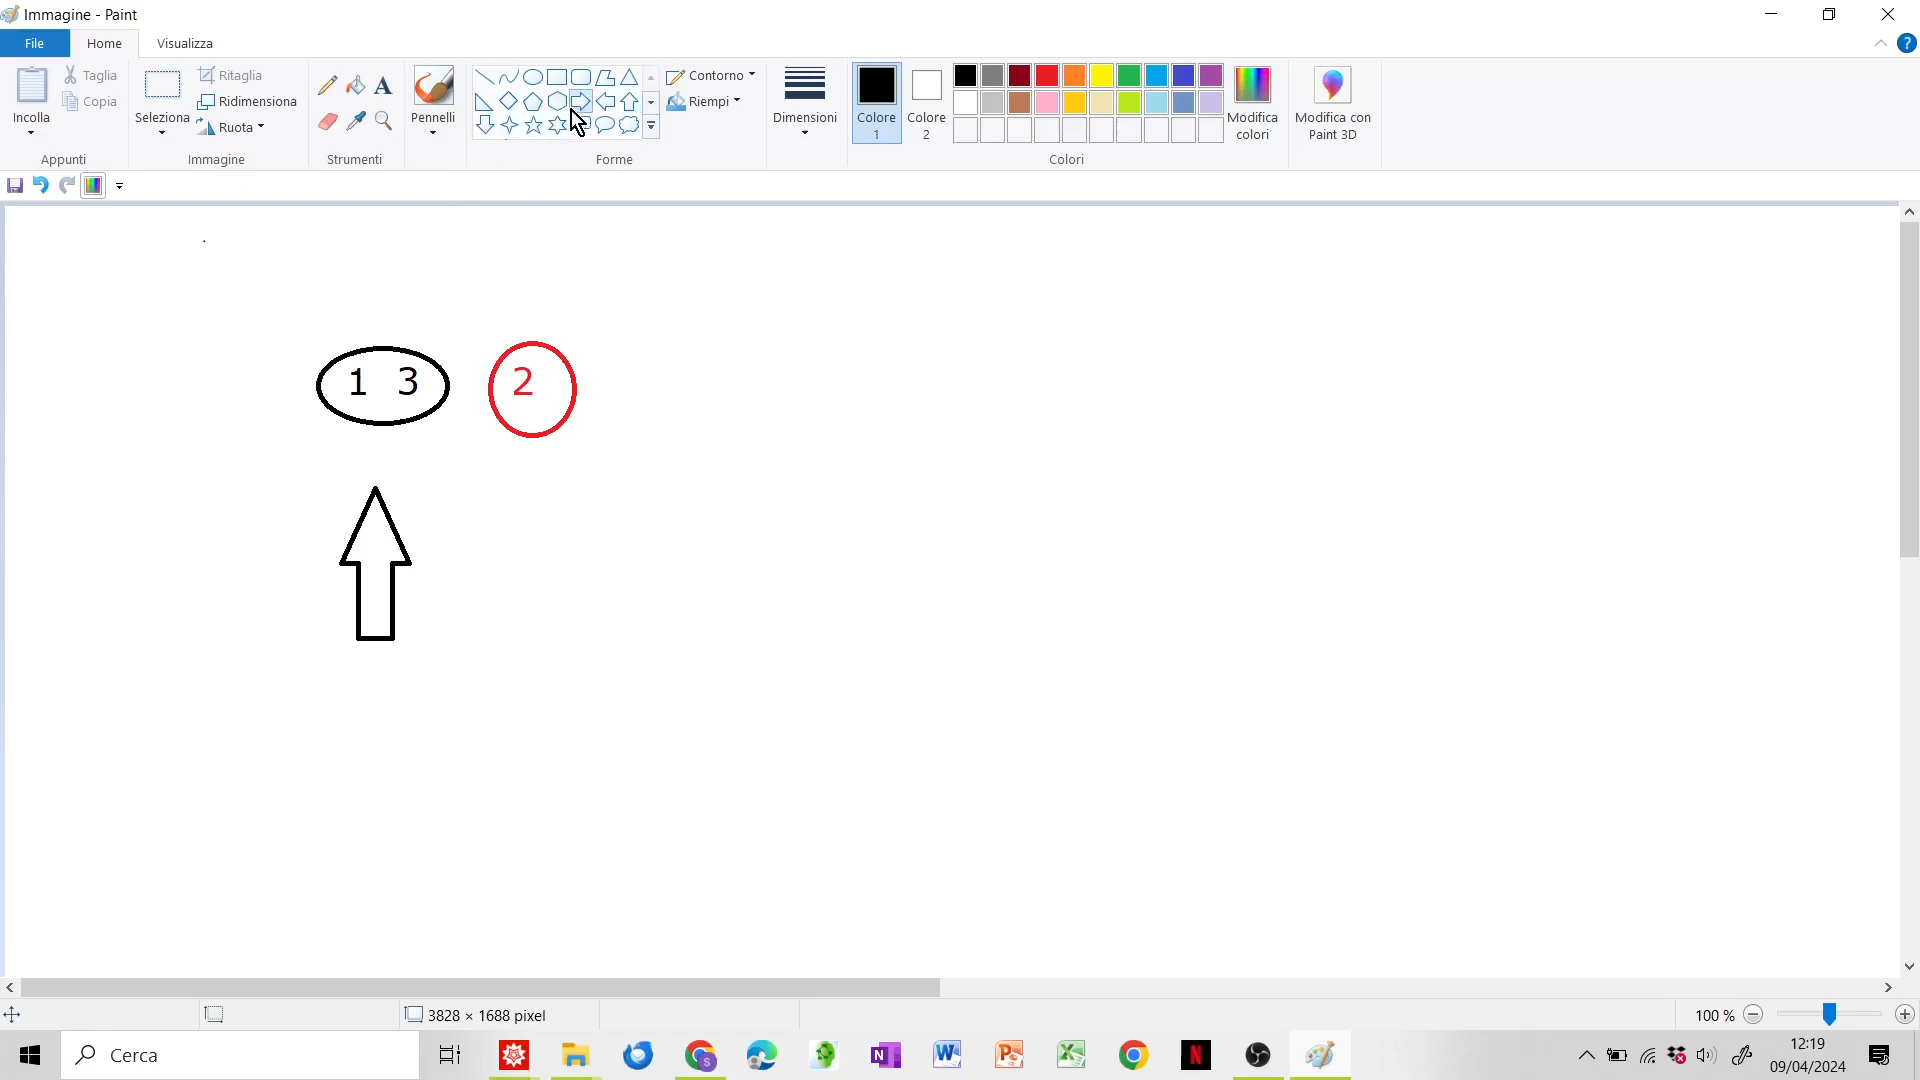 Immagine - Paint
File Home Visualizza
Incolla
Taglia
Copia
Appunti
Seleziona
Ritaglia
Ridimensiona
Ruota
Immagine
A
Strumenti
Pennelli
Contorno
Riempi
Forme
Dimensioni
Colore
1
Colore
2
Modifica
colori
Colori
Modifica con
Paint 3D
?
1 3 2
3828 × 1688 pixel
100 %
Cerca
S
N
W
P
X
N
12:19
09/04/2024